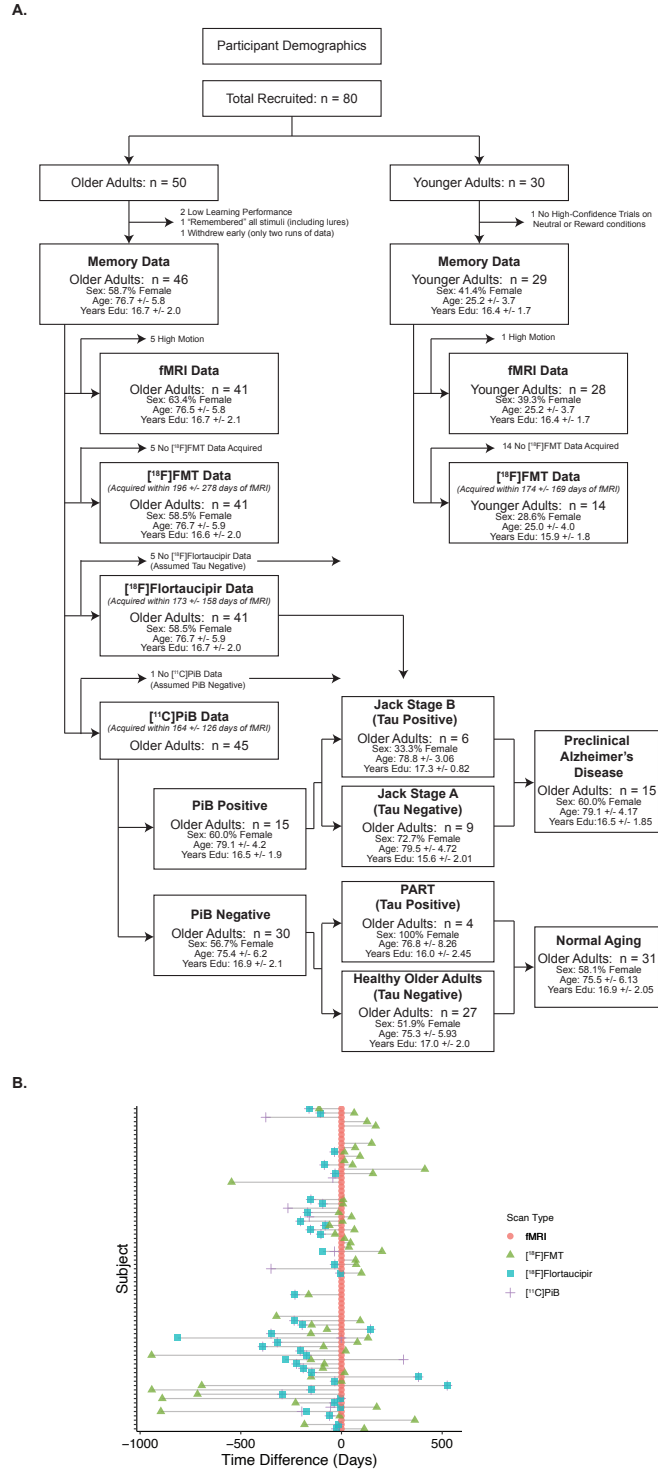 A.
Participant Demographics
Total Recruited: n = 80
Older Adults: n = 50
Younger Adults: n = 30
2 Low Learning Performance
1 "Remembered" all stimuli (including lures)
1 Withdrew early (only two runs of data)
1 No High-Confidence Trials on
Neutral or Reward conditions
Memory Data
Older Adults: n = 46
Sex: 58.7% Female
Age: 76.7 +/- 5.8
Years Edu: 16.7 +/- 2.0
Memory Data
Younger Adults: n = 29
Sex: 41.4% Female
Age: 25.2 +/- 3.7
Years Edu: 16.4 +/- 1.7
5 High Motion
1 High Motion
fMRI Data
Older Adults: n = 41
Sex: 63.4% Female
Age: 76.5 +/- 5.8
Years Edu: 16.7 +/- 2.1
fMRI Data
Younger Adults: n = 28
Sex: 39.3% Female
Age: 25.2 +/- 3.7
Years Edu: 16.4 +/- 1.7
5 No [¹⁸F]FMT Data Acquired
14 No [¹⁸F]FMT Data Acquired
[¹⁸F]FMT Data
(Acquired within 196 +/- 278 days of fMRI)
Older Adults: n = 41
Sex: 58.5% Female
Age: 76.7 +/- 5.9
Years Edu: 16.6 +/- 2.0
[¹⁸F]FMT Data
(Acquired within 174 +/- 169 days of fMRI)
Younger Adults: n = 14
Sex: 28.6% Female
Age: 25.0 +/- 4.0
Years Edu: 15.9 +/- 1.8
5 No [¹⁸F]Flortaucipir Data
(Assumed Tau Negative)
[¹⁸F]Flortaucipir Data
(Acquired within 173 +/- 158 days of fMRI)
Older Adults: n = 41
Sex: 58.5% Female
Age: 76.7 +/- 5.9
Years Edu: 16.7 +/- 2.0
1 No [¹¹C]PiB Data
(Assumed PiB Negative)
[¹¹C]PiB Data
(Acquired within 164 +/- 126 days of fMRI)
Older Adults: n = 45
Jack Stage B
(Tau Positive)
Older Adults: n = 6
Sex: 33.3% Female
Age: 78.8 +/- 3.06
Years Edu: 17.3 +/- 0.82
Preclinical
Alzheimer's
Disease
Older Adults: n = 15
Sex: 60.0% Female
Age: 79.1 +/- 4.17
Years Edu:16.5 +/- 1.85
PiB Positive
Older Adults: n = 15
Sex: 60.0% Female
Age: 79.1 +/- 4.2
Years Edu: 16.5 +/- 1.9
Jack Stage A
(Tau Negative)
Older Adults: n = 9
Sex: 72.7% Female
Age: 79.5 +/- 4.72
Years Edu: 15.6 +/- 2.01
PiB Negative
Older Adults: n = 30
Sex: 56.7% Female
Age: 75.4 +/- 6.2
Years Edu: 16.9 +/- 2.1
PART
(Tau Positive)
Older Adults: n = 4
Sex: 100% Female
Age: 76.8 +/- 8.26
Years Edu: 16.0 +/- 2.45
Normal Aging
Older Adults: n = 31
Sex: 58.1% Female
Age: 75.5 +/- 6.13
Years Edu: 16.9 +/- 2.05
Healthy Older Adults
(Tau Negative)
Older Adults: n = 27
Sex: 51.9% Female
Age: 75.3 +/- 5.93
Years Edu: 17.0 +/- 2.0
B.
Subject
Scan Type
fMRI
[¹⁸F]FMT
[¹⁸F]Flortaucipir
[¹¹C]PiB
−1000 −500 0 500
Time Difference (Days)